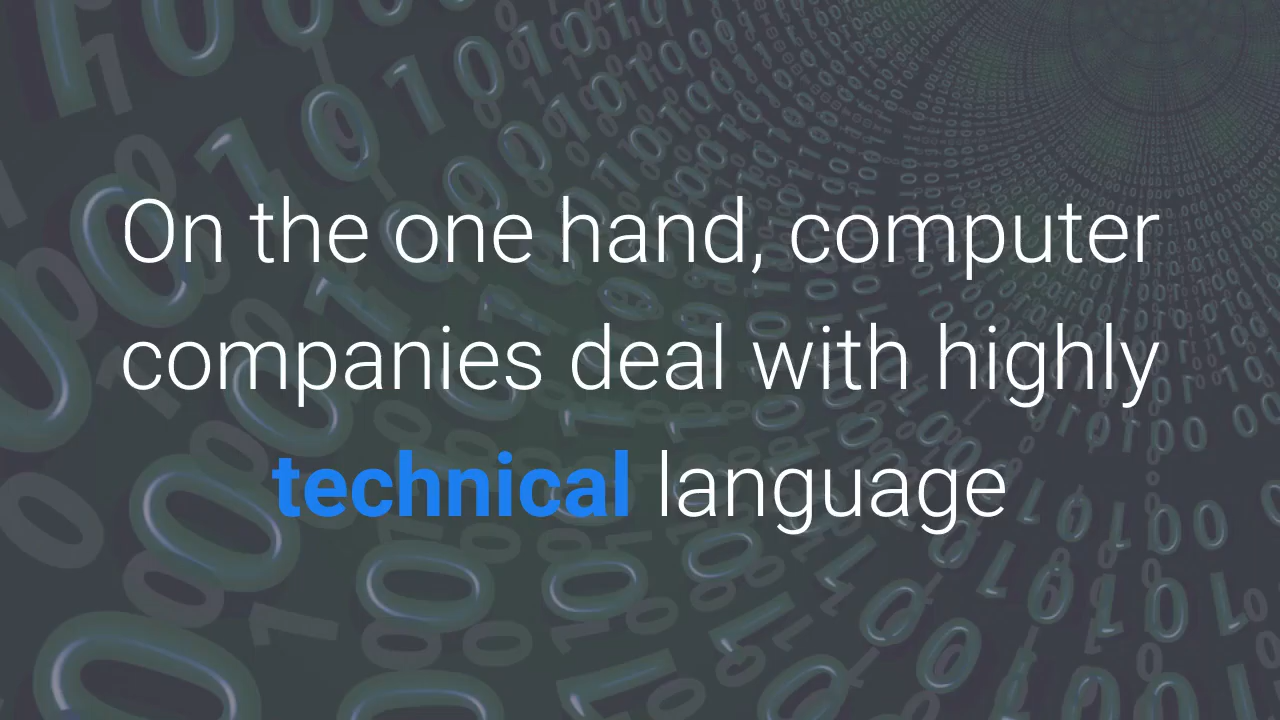 On the one hand, computer
companies deal with highly
technical language